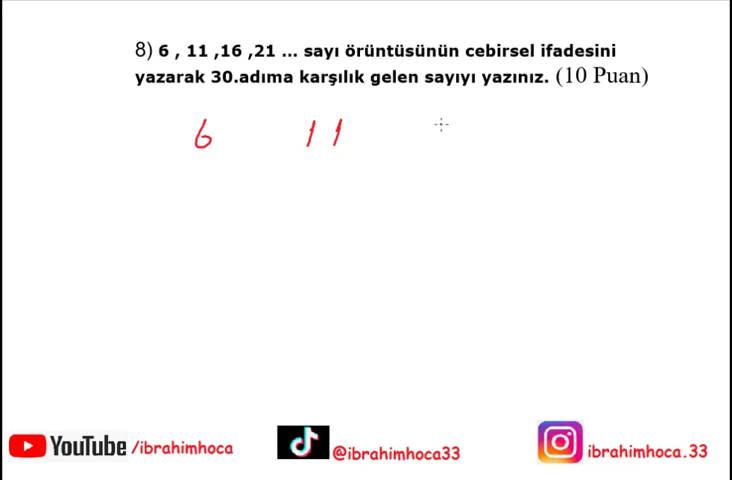 8) 6 , 11 ,16 ,21 ... sayı örüntüsünün cebirsel ifadesini
yazarak 30.adıma karşılık gelen sayıyı yazınız. (10 Puan)
6 11
YouTube /ibrahimhoca @ibrahimhoca33 ibrahimhoca.33